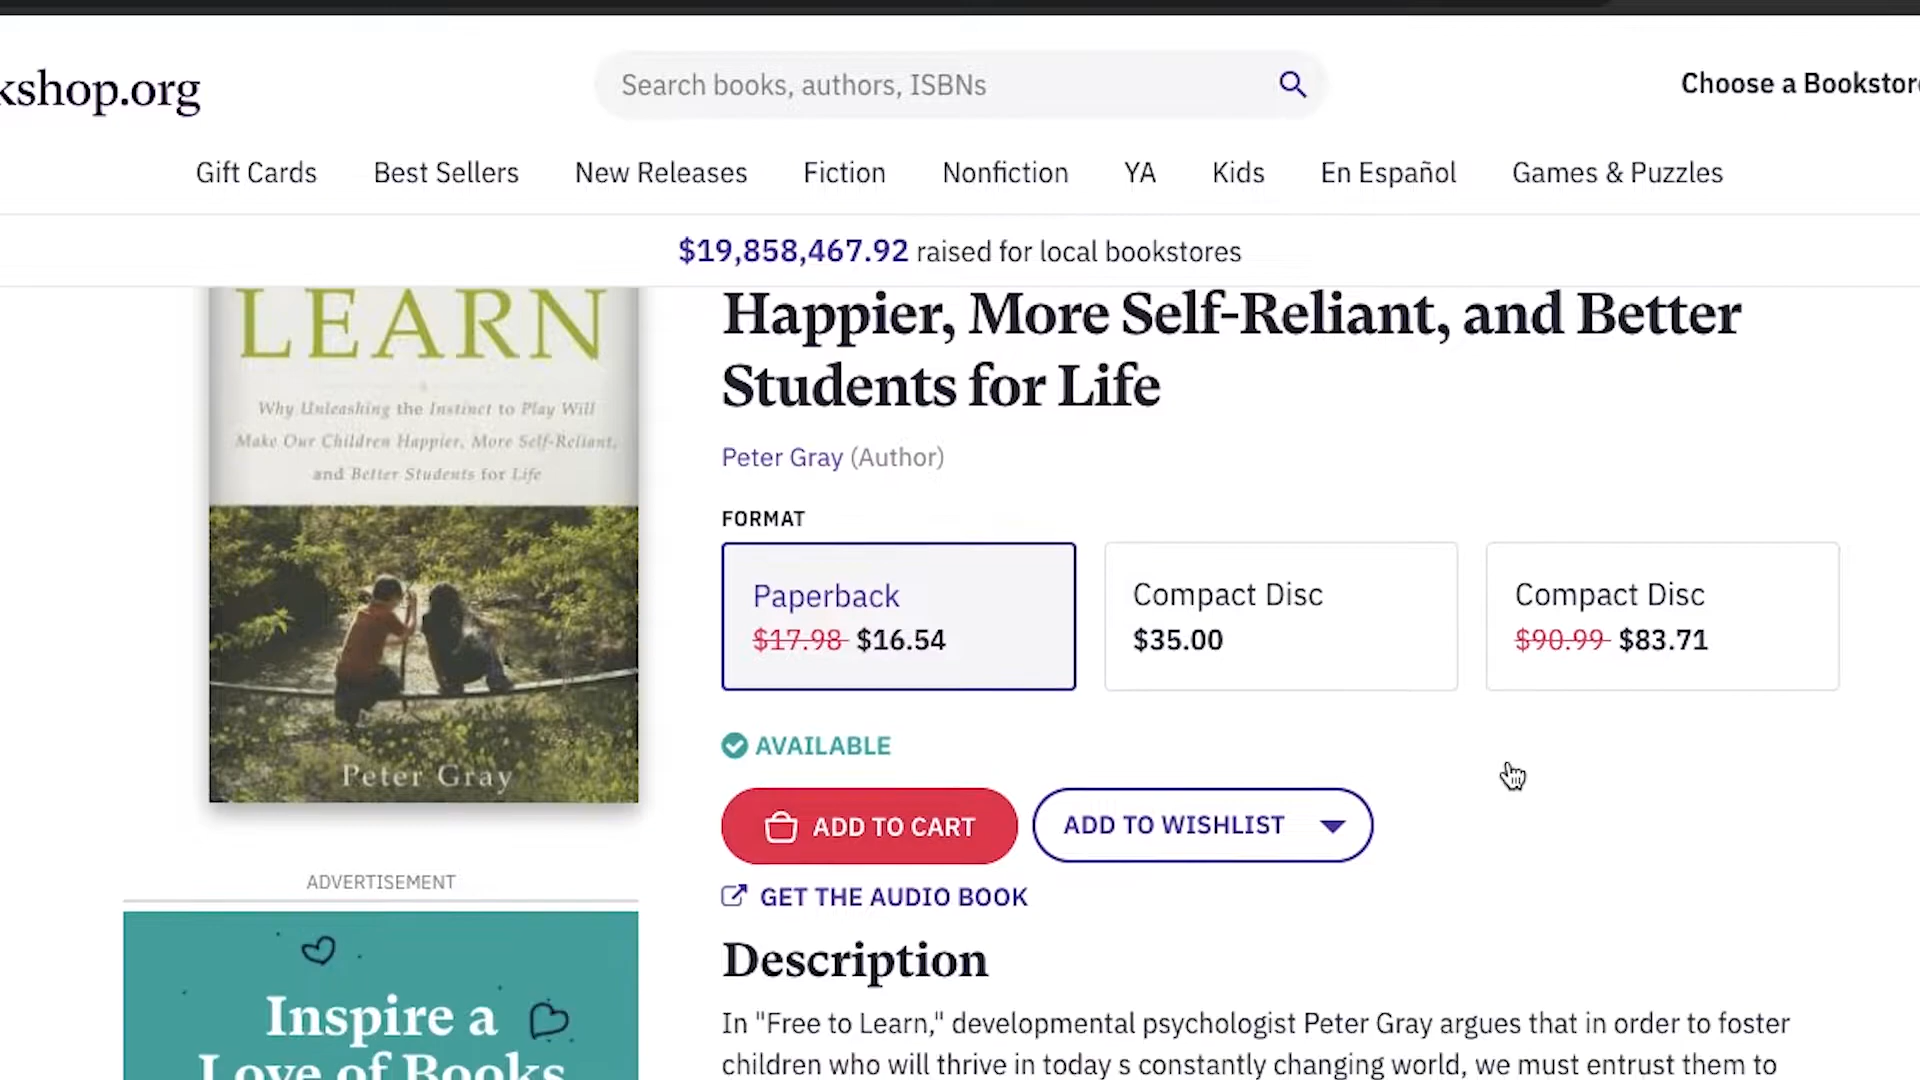 kshop.org
Search books, authors, ISBNs
Choose a Bookstore
Gift Cards
Best Sellers
New Releases
Fiction
Nonfiction
YA
Kids
En Español
Games & Puzzles
$19,858,467.92 raised for local bookstores
LEARN
Why Unleashing the Instinct to Play Will
Make Our Children Happier, More Self-Reliant,
and Better Students for Life
Peter Gray
Happier, More Self-Reliant, and Better
Students for Life
Peter Gray (Author)
FORMAT
Paperback
$17.98 $16.54
Compact Disc
$35.00
Compact Disc
$90.99 $83.71
AVAILABLE
ADD TO CART
ADD TO WISHLIST
GET THE AUDIO BOOK
ADVERTISEMENT
Inspire a
Love of Books
Description
In "Free to Learn," developmental psychologist Peter Gray argues that in order to foster
children who will thrive in today s constantly changing world, we must entrust them to